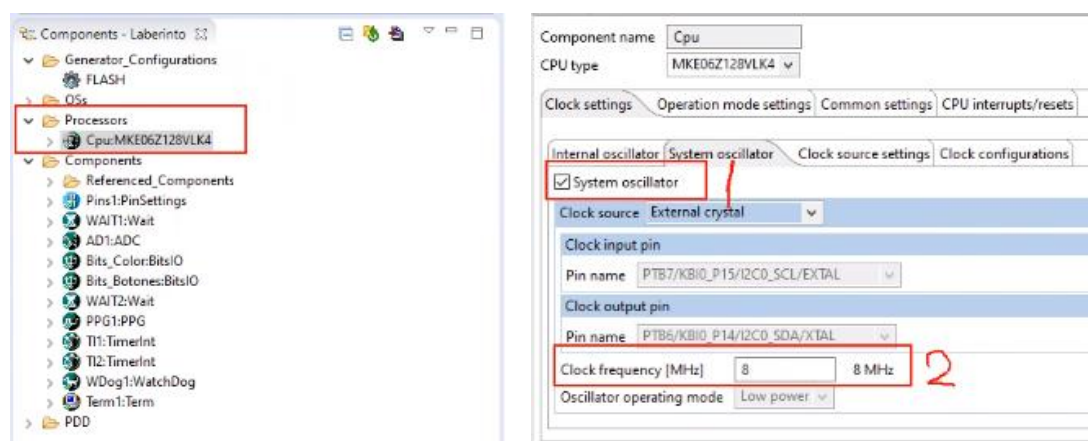 Components - Laberinto
Generator_Configurations
FLASH
OSs
Processors
Cpu:MKE06Z128VLK4
Components
Referenced_Components
Pins1:PinSettings
WAIT1:Wait
AD1:ADC
Bits_Color:BitsIO
Bits_Botones:BitsIO
WAIT2:Wait
PPG1:PPG
TI1:TimerInt
TI2:TimerInt
WDog1:WatchDog
Term1:Term
PDD
Component name Cpu
CPU type MKE06Z128VLK4
Clock settings Operation mode settings Common settings CPU interrupts/resets
Internal oscillator System oscillator Clock source settings Clock configurations
System oscillator 1
Clock source External crystal
Clock input pin
Pin name PTB7/KBI0_P15/I2C0_SCL/EXTAL
Clock output pin
Pin name PTB6/KBI0_P14/I2C0_SDA/XTAL
Clock frequency [MHz] 8 8 MHz 2
Oscillator operating mode Low power